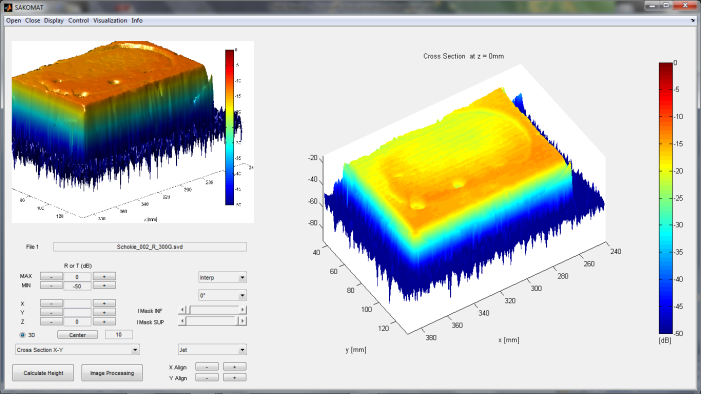 SAKOMAT
Open Close Display Control Visualization Info
Cross Section at z = 0mm
0
-5
-10
-15
-20
-25
-30
-35
-40
-45
-50
[dB]
-20
-40
-60
-80
40
60
80
100
120
y [mm]
380
360
340
320
300
280
260
240
x [mm]
File 1 Schokie_002_R_300G.svd
R or T (dB)
MAX - 0 +
MIN - -50 +
X - +
Y - +
Z - 0 +
3D Center 10
Cross Section X-Y
Calculate Height Image Processing
Interp
0°
I Mask INF
I Mask SUP
Jet
X Align - +
Y Align - +